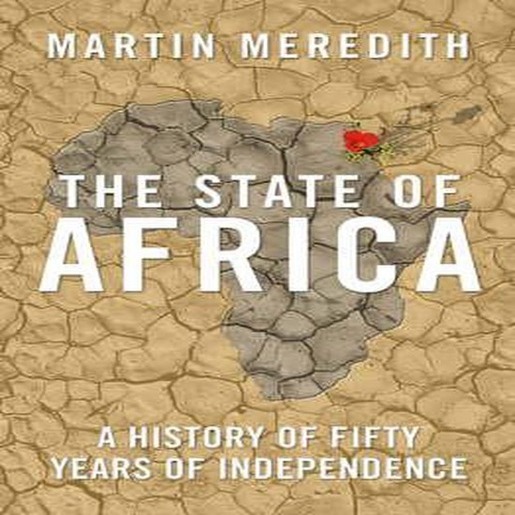 MARTIN MEREDITH
THE STATE OF
AFRICA
A HISTORY OF FIFTY
YEARS OF INDEPENDENCE